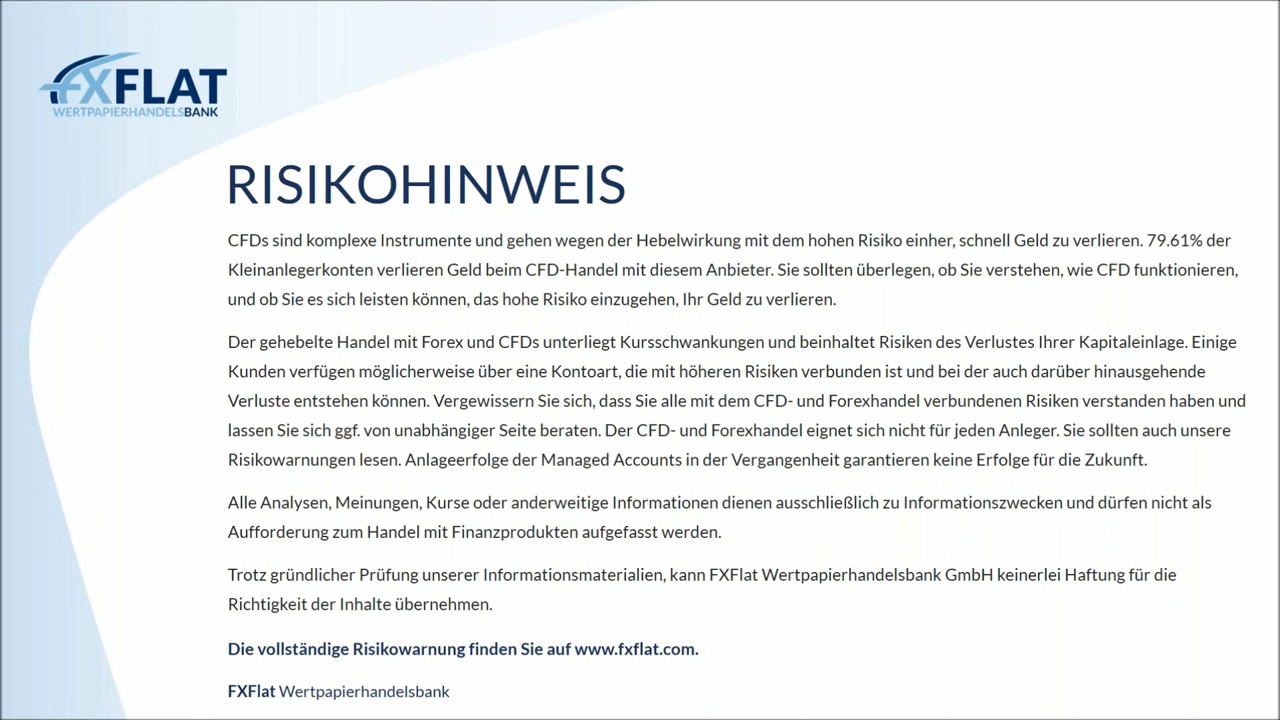 FXFLAT
WERTPAPIERHANDELSBANK
RISIKOHINWEIS
CFDs sind komplexe Instrumente und gehen wegen der Hebelwirkung mit dem hohen Risiko einher, schnell Geld zu verlieren. 79.61% der
Kleinanlegerkonten verlieren Geld beim CFD-Handel mit diesem Anbieter. Sie sollten überlegen, ob Sie verstehen, wie CFD funktionieren,
und ob Sie es sich leisten können, das hohe Risiko einzugehen, Ihr Geld zu verlieren.
Der gehebelte Handel mit Forex und CFDs unterliegt Kursschwankungen und beinhaltet Risiken des Verlustes Ihrer Kapitaleinlage. Einige
Kunden verfügen möglicherweise über eine Kontoart, die mit höheren Risiken verbunden ist und bei der auch darüber hinausgehende
Verluste entstehen können. Vergewissern Sie sich, dass Sie alle mit dem CFD- und Forexhandel verbundenen Risiken verstanden haben und
lassen Sie sich ggf. von unabhängiger Seite beraten. Der CFD- und Forexhandel eignet sich nicht für jeden Anleger. Sie sollten auch unsere
Risikowarnungen lesen. Anlageerfolge der Managed Accounts in der Vergangenheit garantieren keine Erfolge für die Zukunft.
Alle Analysen, Meinungen, Kurse oder anderweitige Informationen dienen ausschließlich zu Informationszwecken und dürfen nicht als
Aufforderung zum Handel mit Finanzprodukten aufgefasst werden.
Trotz gründlicher Prüfung unserer Informationsmaterialien, kann FXFlat Wertpapierhandelsbank GmbH keinerlei Haftung für die
Richtigkeit der Inhalte übernehmen.
Die vollständige Risikowarnung finden Sie auf www.fxflat.com.
FXFlat Wertpapierhandelsbank